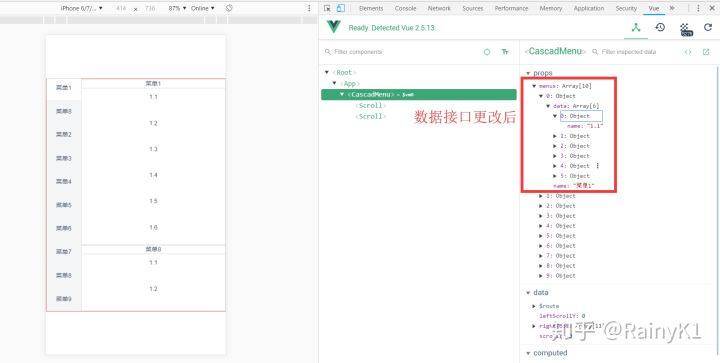 iPhone 6/7/... ▼ 414 × 736 87% ▼ Online ▼
Elements Console Network Sources Performance Memory Security Application Audits Vue
Ready. Detected Vue 2.5.13.
Filter components
<Root>
<App>
<CascadMenu>
<Scroll>
<Scroll>
数据接口更改后
<CascadMenu> Filter inspected data
props
menus: Array[10]
0: Object
data: Array[6]
0: Object
name: "1.1"
1: Object
2: Object
3: Object
4: Object
5: Object
name: "菜单1"
1: Object
2: Object
3: Object
4: Object
5: Object
6: Object
7: Object
8: Object
9: Object
data
$route
leftScrollY: 0
computed
菜单1
菜单8
菜单2
菜单3
菜单4
菜单5
菜单6
菜单7
菜单8
菜单9
菜单1
1.1
1.2
1.3
1.4
1.5
1.6
菜单8
1.1
1.2
知乎 @RainyK1